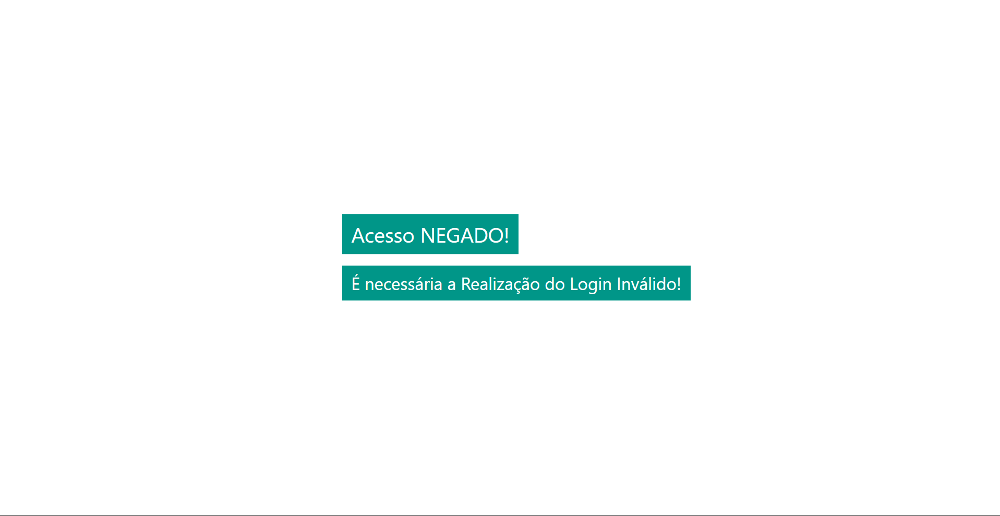 Acesso NEGADO!
É necessária a Realização do Login Inválido!